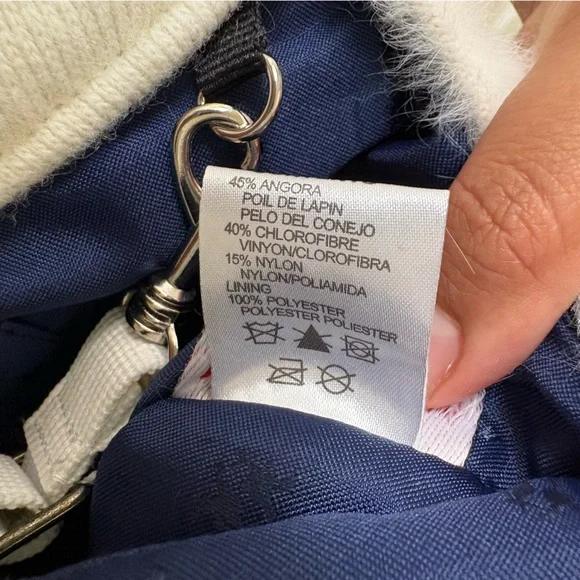 45% ANGORA
POIL DE LAPIN
PELO DEL CONEJO
40% CHLOROFIBRE
VINYON/CLOROFIBRA
15% NYLON
NYLON/POLIAMIDA
LINING
100% POLYESTER
POLYESTER POLIESTER